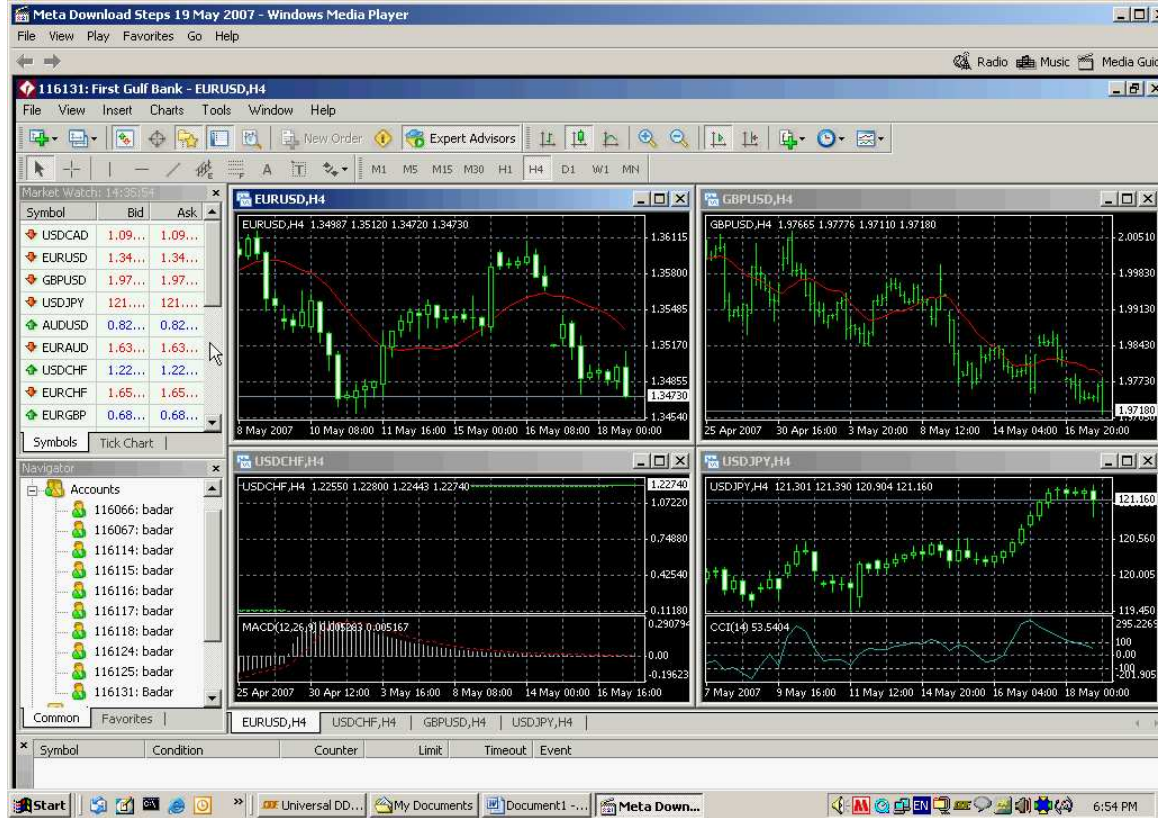 Meta Download Steps 19 May 2007 - Windows Media Player
File View Play Favorites Go Help
Radio Music Media Guid
116131: First Gulf Bank - EURUSD,H4
File View Insert Charts Tools Window Help
New Order Expert Advisors
A T M1 M5 M15 M30 H1 H4 D1 W1 MN
Market Watch: 14:35:54
Symbol Bid Ask
USDCAD 1.09... 1.09...
EURUSD 1.34... 1.34...
GBPUSD 1.97... 1.97...
USDJPY 121.... 121....
AUDUSD 0.82... 0.82...
EURAUD 1.63... 1.63...
USDCHF 1.22... 1.22...
EURCHF 1.65... 1.65...
EURGBP 0.68... 0.68...
Symbols Tick Chart
Navigator
Accounts
116066: badar
116067: badar
116114: badar
116115: badar
116116: badar
116117: badar
116118: badar
116124: badar
116125: badar
116131: Badar
Common Favorites
EURUSD,H4
EURUSD,H4 1.34987 1.35120 1.34720 1.34730
1.36115
1.35800
1.35485
1.35170
1.34855
1.34730
1.34540
8 May 2007 10 May 08:00 11 May 16:00 15 May 00:00 16 May 08:00 18 May 00:00
GBPUSD,H4
GBPUSD,H4 1.97665 1.97776 1.97110 1.97180
2.00510
1.99830
1.99130
1.98430
1.97730
1.97180
25 Apr 2007 30 Apr 16:00 3 May 20:00 8 May 12:00 14 May 04:00 16 May 20:00
USDCHF,H4
USDCHF,H4 1.22550 1.22800 1.22443 1.22740
1.22740
1.07220
0.74880
0.42540
0.11180
MACD(12,26,9) 0.005283 0.005167
0.290794
0.00
-0.19623
25 Apr 2007 30 Apr 12:00 3 May 16:00 8 May 08:00 14 May 00:00 16 May 16:00
USDJPY,H4
USDJPY,H4 121.301 121.390 120.904 121.160
121.160
120.560
120.005
119.450
CCI(14) 53.5404
295.2269
100
0.00
-100
-201.905
7 May 2007 9 May 16:00 11 May 12:00 14 May 20:00 16 May 04:00 18 May 00:00
EURUSD,H4 USDCHF,H4 GBPUSD,H4 USDJPY,H4
Symbol Condition Counter Limit Timeout Event
Start Universal DD... My Documents Document1 -... Meta Down... EN 6:54 PM